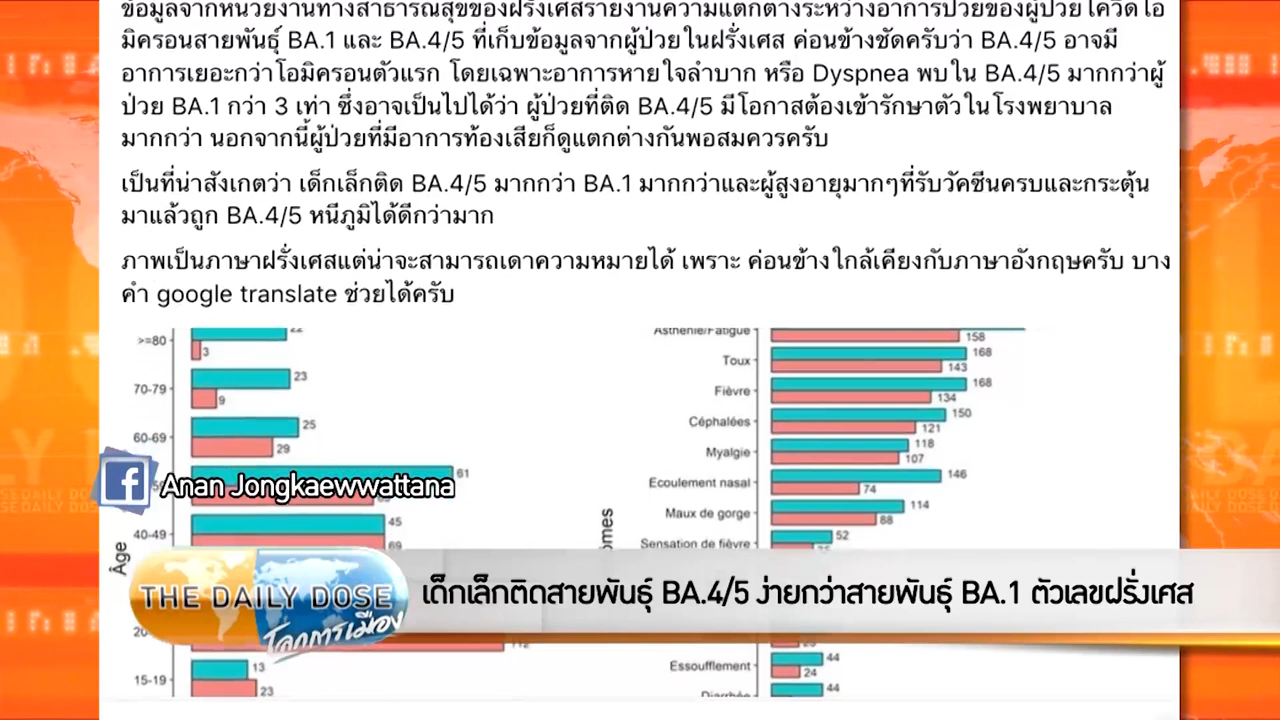 ข้อมูลจากหน่วยงานทางสาธารณสุขของฝรั่งเศสรายงานความแตกต่างระหว่างอาการป่วยของผู้ป่วยโควิดโอ
มิครอนสายพันธุ์ BA.1 และ BA.4/5 ที่เก็บข้อมูลจากผู้ป่วยในฝรั่งเศส ค่อนข้างชัดครับว่า BA.4/5 อาจมี
อาการเยอะกว่าโอมิครอนตัวแรก โดยเฉพาะอาการหายใจลำบาก หรือ Dyspnea พบใน BA.4/5 มากกว่าผู้
ป่วย BA.1 กว่า 3 เท่า ซึ่งอาจเป็นไปได้ว่า ผู้ป่วยที่ติด BA.4/5 มีโอกาสต้องเข้ารักษาตัวในโรงพยาบาล
มากกว่า นอกจากนี้ผู้ป่วยที่มีอาการท้องเสียก็ดูแตกต่างกันพอสมควรครับ
เป็นที่น่าสังเกตว่า เด็กเล็กติด BA.4/5 มากกว่า BA.1 มากกว่าและผู้สูงอายุมากๆที่รับวัคซีนครบและกระตุ้น
มาแล้วถูก BA.4/5 หนีภูมิได้ดีกว่ามาก
ภาพเป็นภาษาฝรั่งเศสแต่น่าจะสามารถเดาความหมายได้ เพราะ ค่อนข้างใกล้เคียงกับภาษาอังกฤษครับ บาง
คำ google translate ช่วยได้ครับ
>=80 22
3
70-79 23
9
60-69 25
29
61
Anan Jongkaewwattana
40-49 45
69
Âge
15-19 13
23
112
Asthénie/Fatigue 158
Toux 168
143
Fièvre 168
134
Céphalées 150
121
Myalgie 118
107
Ecoulement nasal 146
74
Maux de gorge 114
88
Sensation de fièvre 52
Essoufflement 44
24
Diarrhée 44
THE DAILY DOSE
โลกการเมือง
เด็กเล็กติดสายพันธุ์ BA.4/5 ง่ายกว่าสายพันธุ์ BA.1 ตัวเลขฝรั่งเศส